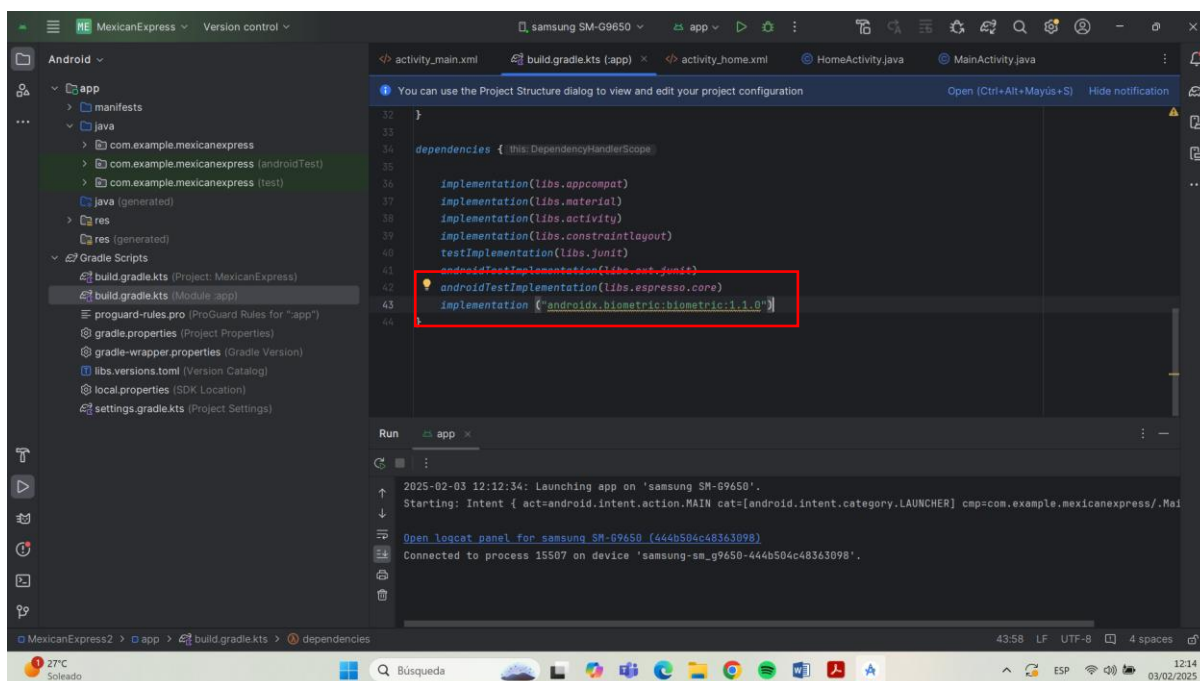 ME MexicanExpress Version control samsung SM-G9650 app
Android
activity_main.xml build.gradle.kts (:app) activity_home.xml HomeActivity.java MainActivity.java
You can use the Project Structure dialog to view and edit your project configuration Open (Ctrl+Alt+Mayús+S) Hide notification
app
manifests
java
com.example.mexicanexpress
com.example.mexicanexpress (androidTest)
com.example.mexicanexpress (test)
java (generated)
res
res (generated)
Gradle Scripts
build.gradle.kts (Project: MexicanExpress)
build.gradle.kts (Module :app)
proguard-rules.pro (ProGuard Rules for ":app")
gradle.properties (Project Properties)
gradle-wrapper.properties (Gradle Version)
libs.versions.toml (Version Catalog)
local.properties (SDK Location)
settings.gradle.kts (Project Settings)
32 }
33
34 dependencies { this: DependencyHandlerScope
35
36 implementation(libs.appcompat)
37 implementation(libs.material)
38 implementation(libs.activity)
39 implementation(libs.constraintlayout)
40 testImplementation(libs.junit)
41 androidTestImplementation(libs.ext.junit)
42 androidTestImplementation(libs.espresso.core)
43 implementation ("androidx.biometric:biometric:1.1.0")
44 }
Run app
2025-02-03 12:12:34: Launching app on 'samsung SM-G9650'.
Starting: Intent { act=android.intent.action.MAIN cat=[android.intent.category.LAUNCHER] cmp=com.example.mexicanexpress/.Mai
Open logcat panel for samsung SM-G9650 (444b504c48363098)
Connected to process 15507 on device 'samsung-sm_g9650-444b504c48363098'.
MexicanExpress2 > app > build.gradle.kts > dependencies 43:58 LF UTF-8 4 spaces
1 27°C
Soleado
Búsqueda
ESP
12:14
03/02/2025